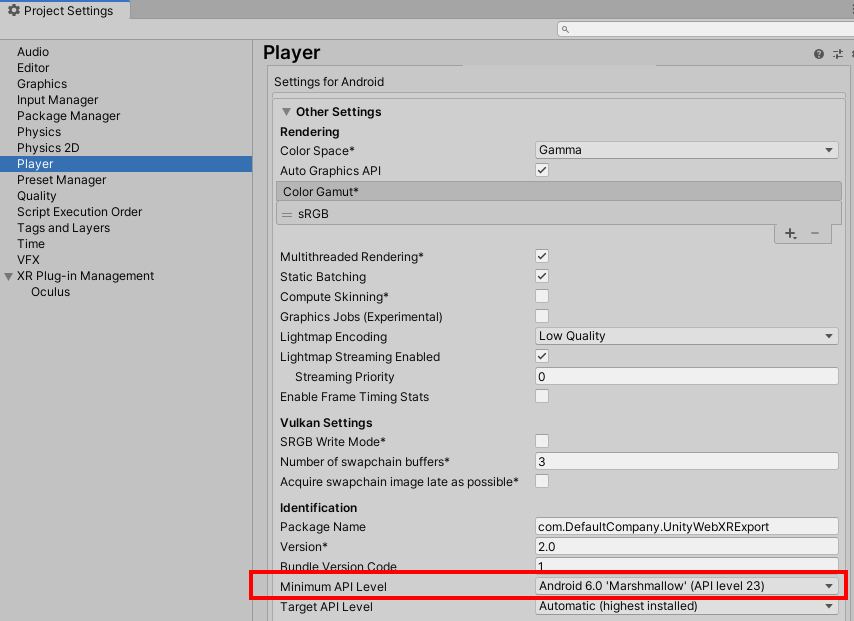 Project Settings
Player
Audio
Editor
Graphics
Input Manager
Package Manager
Physics
Physics 2D
Player
Preset Manager
Quality
Script Execution Order
Tags and Layers
Time
VFX
XR Plug-in Management
Oculus
Settings for Android
Other Settings
Rendering
Color Space* Gamma
Auto Graphics API
Color Gamut*
sRGB
Multithreaded Rendering*
Static Batching
Compute Skinning*
Graphics Jobs (Experimental)
Lightmap Encoding Low Quality
Lightmap Streaming Enabled
Streaming Priority 0
Enable Frame Timing Stats
Vulkan Settings
SRGB Write Mode*
Number of swapchain buffers* 3
Acquire swapchain image late as possible*
Identification
Package Name com.DefaultCompany.UnityWebXRExport
Version* 2.0
Bundle Version Code 1
Minimum API Level Android 6.0 'Marshmallow' (API level 23)
Target API Level Automatic (highest installed)